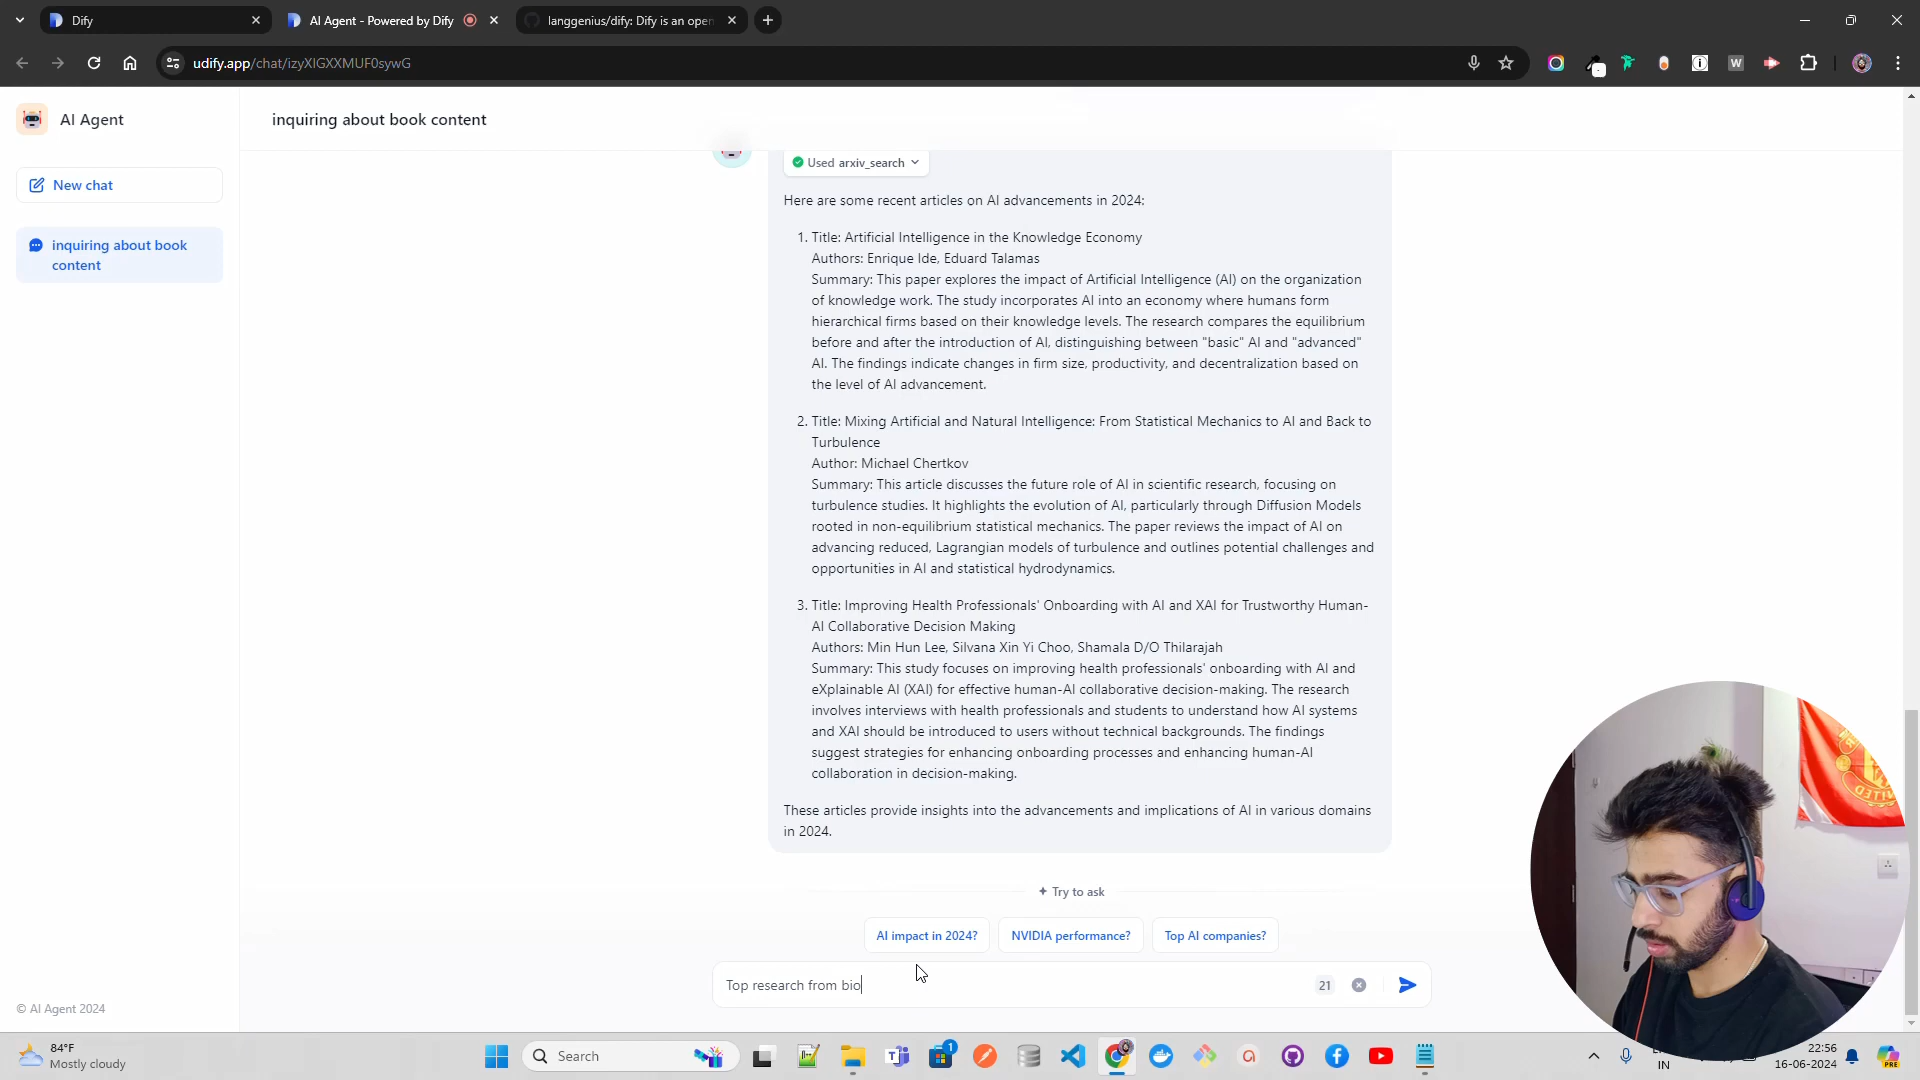 Dify
AI Agent - Powered by Dify
langgenius/dify: Dify is an open
udify.app/chat/izyXIGXXMUF0sywG
AI Agent
inquiring about book content
New chat
inquiring about book
content
Used arxiv_search
Here are some recent articles on AI advancements in 2024:
1. Title: Artificial Intelligence in the Knowledge Economy
Authors: Enrique Ide, Eduard Talamas
Summary: This paper explores the impact of Artificial Intelligence (AI) on the organization
of knowledge work. The study incorporates AI into an economy where humans form
hierarchical firms based on their knowledge levels. The research compares the equilibrium
before and after the introduction of AI, distinguishing between "basic" AI and "advanced"
AI. The findings indicate changes in firm size, productivity, and decentralization based on
the level of AI advancement.
2. Title: Mixing Artificial and Natural Intelligence: From Statistical Mechanics to AI and Back to
Turbulence
Author: Michael Chertkov
Summary: This article discusses the future role of AI in scientific research, focusing on
turbulence studies. It highlights the evolution of AI, particularly through Diffusion Models
rooted in non-equilibrium statistical mechanics. The paper reviews the impact of AI on
advancing reduced, Lagrangian models of turbulence and outlines potential challenges and
opportunities in AI and statistical hydrodynamics.
3. Title: Improving Health Professionals' Onboarding with AI and XAI for Trustworthy Human-
AI Collaborative Decision Making
Authors: Min Hun Lee, Silvana Xin Yi Choo, Shamala D/O Thilarajah
Summary: This study focuses on improving health professionals' onboarding with AI and
eXplainable AI (XAI) for effective human-AI collaborative decision-making. The research
involves interviews with health professionals and students to understand how AI systems
and XAI should be introduced to users without technical backgrounds. The findings
suggest strategies for enhancing onboarding processes and enhancing human-AI
collaboration in decision-making.
These articles provide insights into the advancements and implications of AI in various domains
in 2024.
Try to ask
AI impact in 2024?
NVIDIA performance?
Top AI companies?
Top research from bio
21
© AI Agent 2024
84°F
Mostly cloudy
Search
1
IN
22:56
16-06-2024
PRE